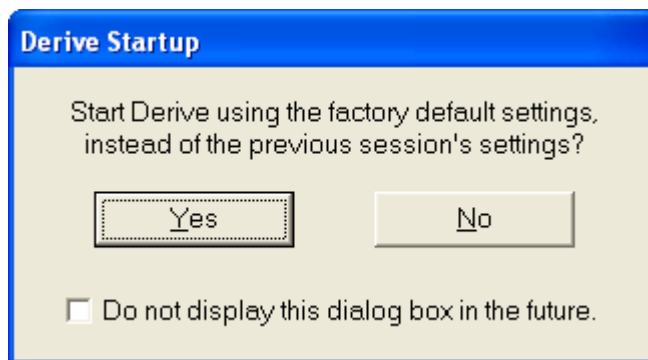 Derive Startup
Start Derive using the factory default settings,
instead of the previous session's settings?
Yes No
Do not display this dialog box in the future.